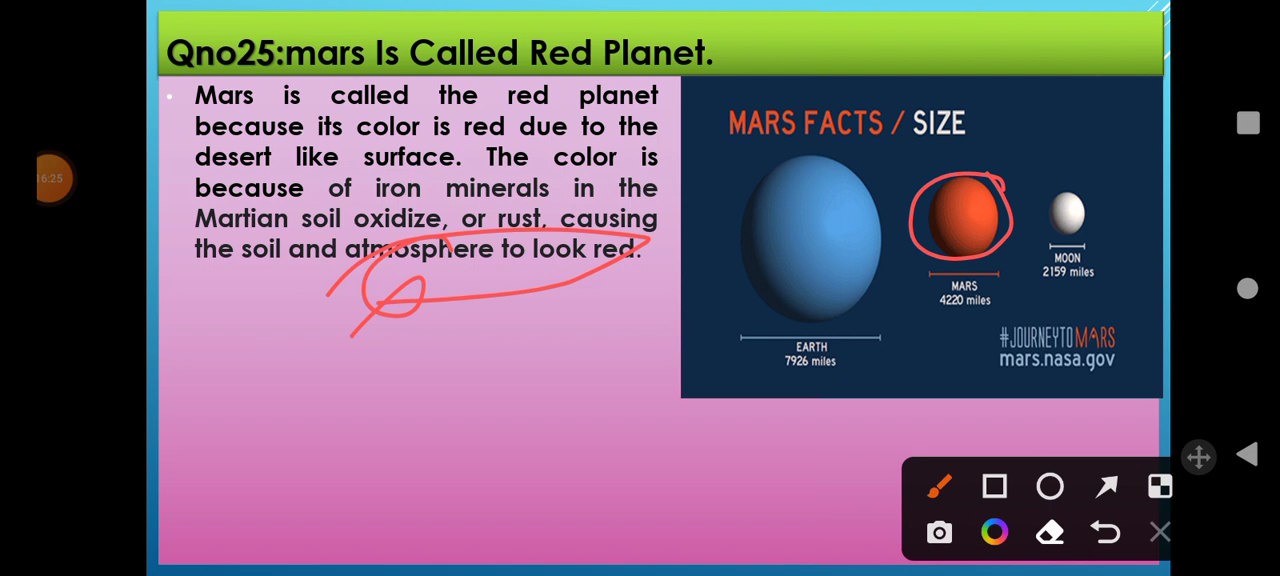 Qno25:mars Is Called Red Planet.
Mars is called the red planet
because its color is red due to the
desert like surface. The color is
because of iron minerals in the
Martian soil oxidize, or rust, causing
the soil and atmosphere to look red.
MARS FACTS / SIZE
EARTH
7926 miles
MARS
4220 miles
MOON
2159 miles
#JOURNEYTOMARS
mars.nasa.gov
16:25